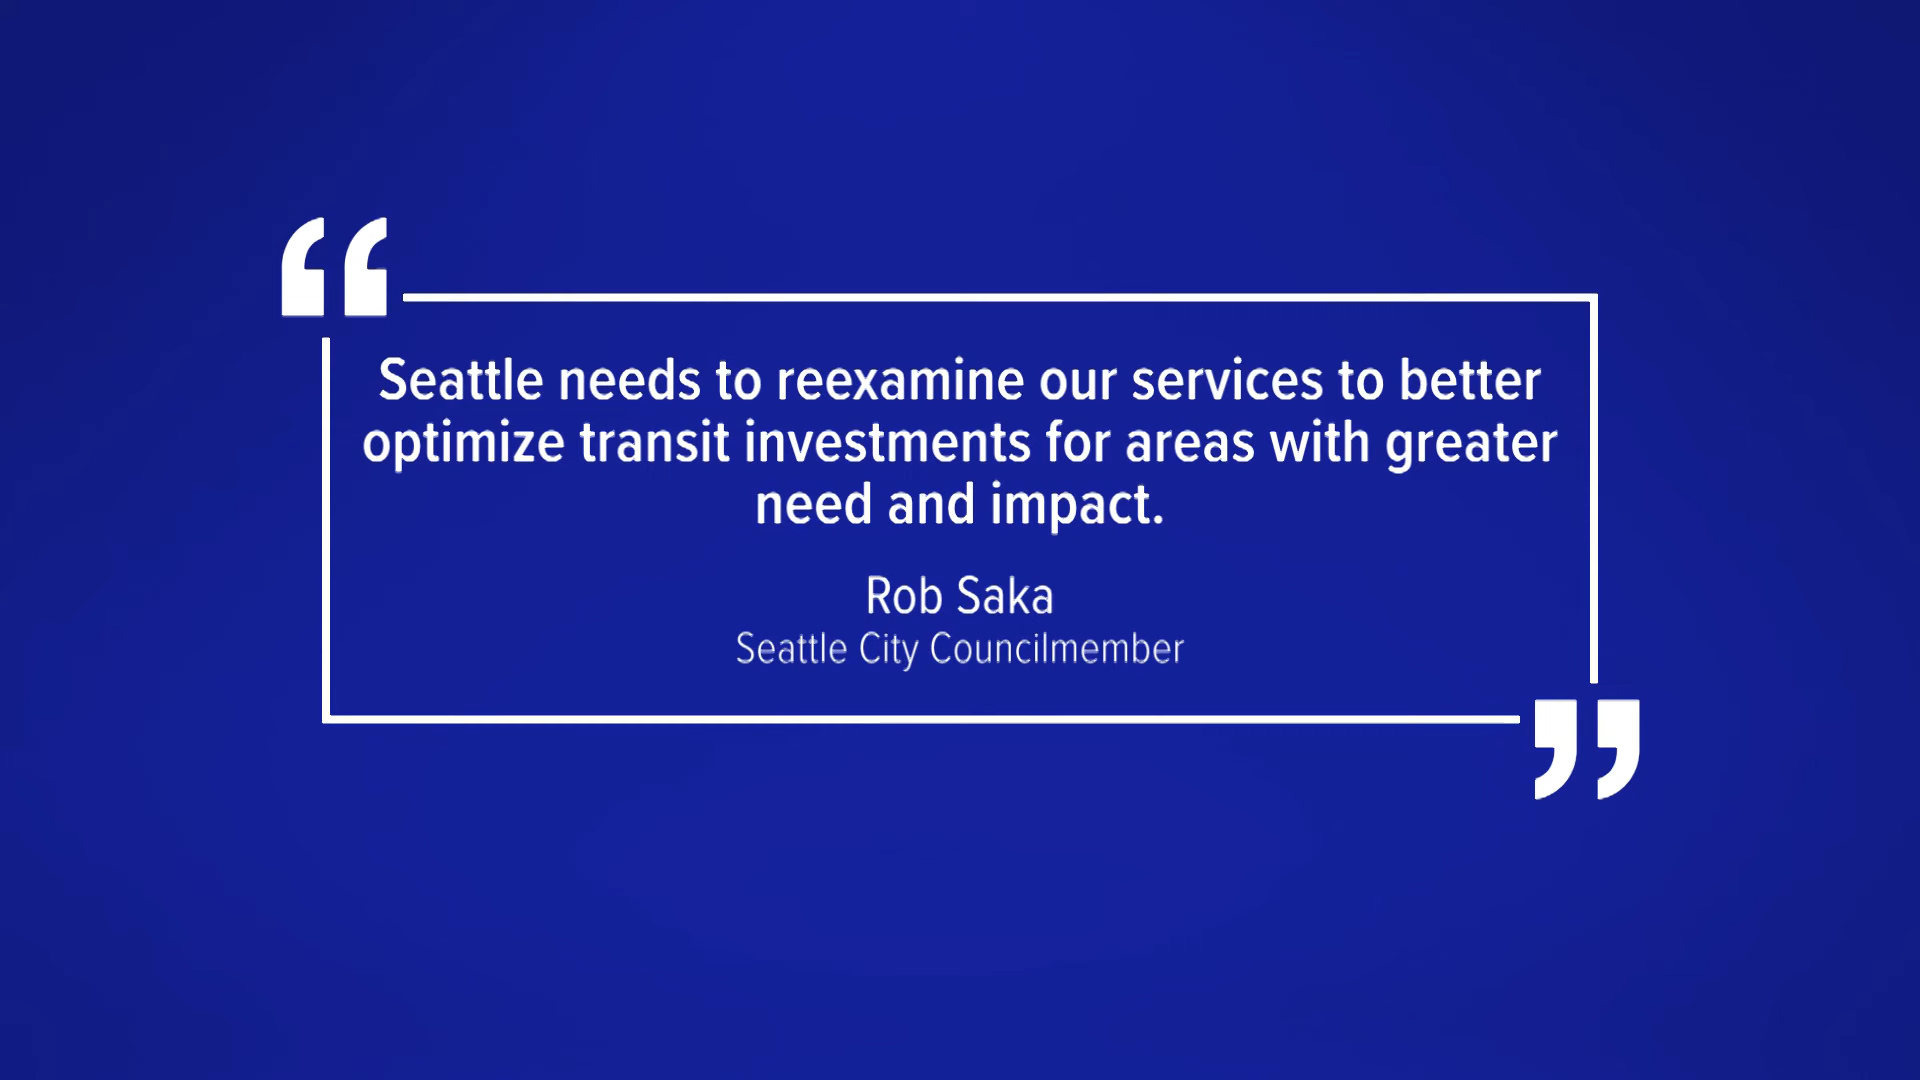 Seattle needs to reexamine our services to better
optimize transit investments for areas with greater
need and impact.
Rob Saka
Seattle City Councilmember